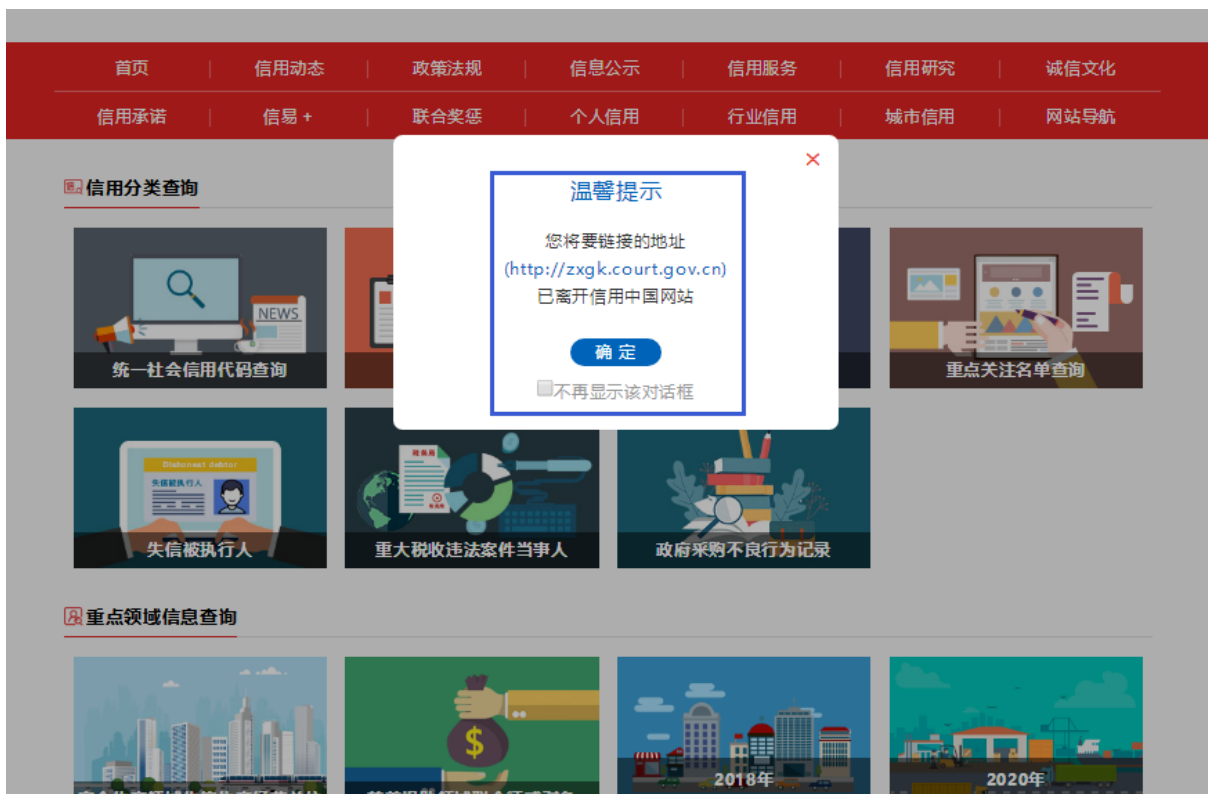 首页
信用动态
政策法规
信息公示
信用服务
信用研究
诚信文化
信用承诺
信易 +
联合奖惩
个人信用
行业信用
城市信用
网站导航
温馨提示
您将要链接的地址
(http://zxgk.court.gov.cn)
已离开信用中国网站
确 定
不再显示该对话框
信用分类查询
NEWS
统一社会信用代码查询
重点关注名单查询
Dishonest debtor
失信被执行人
失信被执行人
税务局
重大税收违法案件当事人
政府采购不良行为记录
重点领域信息查询
$
2018年
2020年